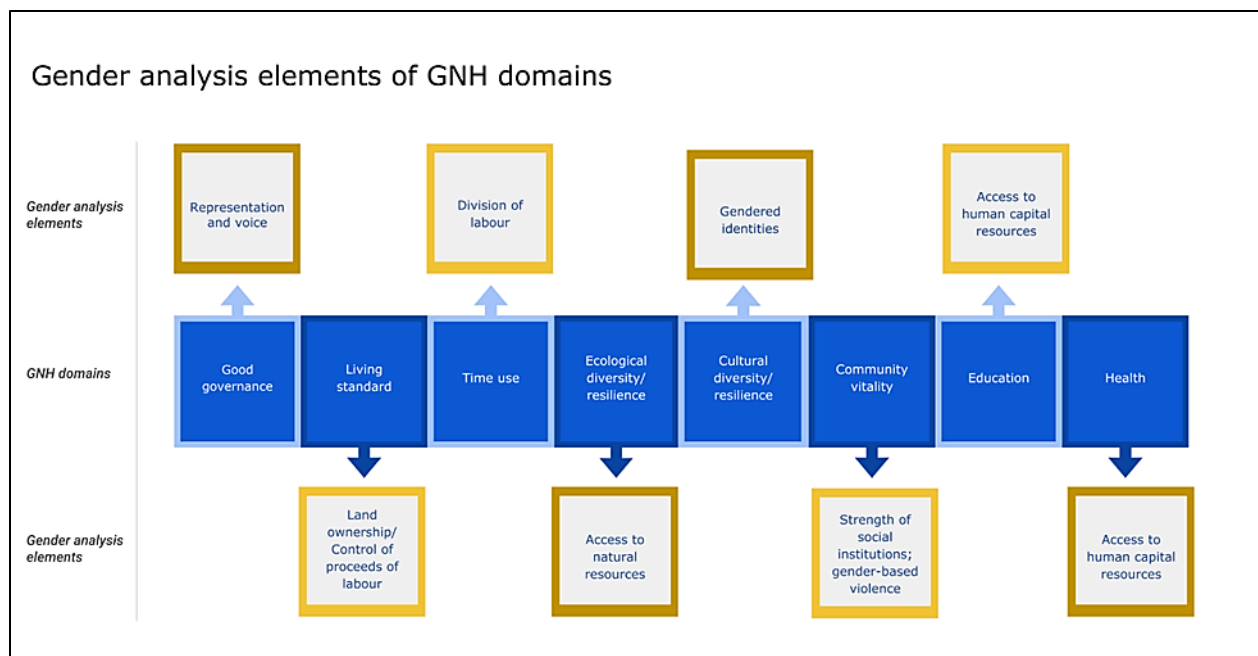 Gender analysis elements of GNH domains
Gender analysis
elements
Representation
and voice
Division of
labour
Gendered
identities
Access to
human capital
resources
GNH domains
Good
governance
Living
standard
Time use
Ecological
diversity/
resilience
Cultural
diversity/
resilience
Community
vitality
Education
Health
Gender analysis
elements
Land
ownership/
Control of
proceeds of
labour
Access to
natural
resources
Strength of
social
institutions;
gender-based
violence
Access to
human capital
resources